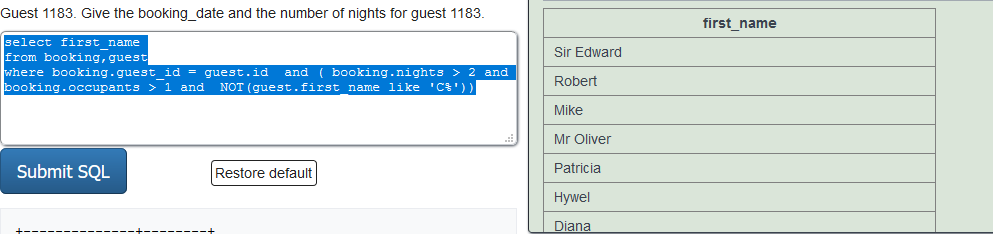 Guest 1183. Give the booking_date and the number of nights for guest 1183.
select first_name
from booking,guest
where booking.guest_id = guest.id  and ( booking.nights > 2 and
booking.occupants > 1 and  NOT(guest.first_name like 'C%'))
Submit SQL
Restore default
+--------------+--------+
first_name
Sir Edward
Robert
Mike
Mr Oliver
Patricia
Hywel
Diana